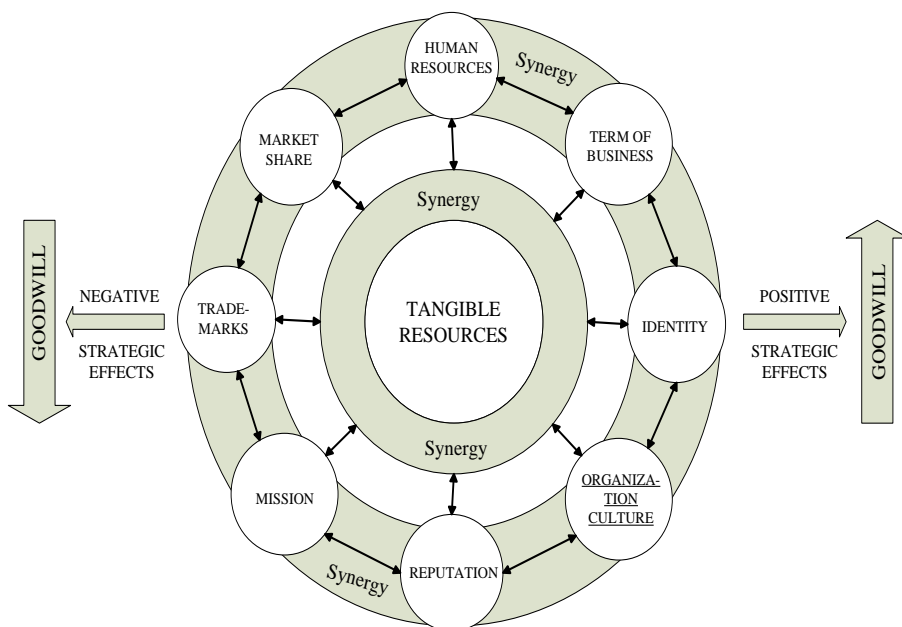 HUMAN
RESOURCES
Synergy
MARKET
SHARE
TERM OF
BUSINESS
Synergy
GOODWILL
NEGATIVE
STRATEGIC
EFFECTS
TRADE-
MARKS
TANGIBLE
RESOURCES
IDENTITY
POSITIVE
STRATEGIC
EFFECTS
GOODWILL
Synergy
MISSION
ORGANIZA-
TION
CULTURE
Synergy
REPUTATION